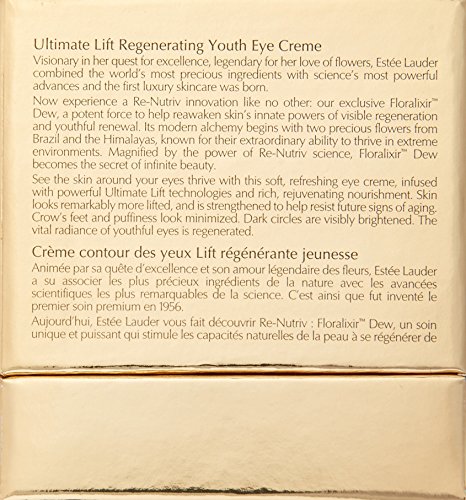 Ultimate Lift Regenerating Youth Eye Creme
Visionary in her quest for excellence, legendary for her love of flowers, Estée Lauder
combined the world's most precious ingredients with science's most powerful
advances and the first luxury skincare was born.
Now experience a Re-Nutriv innovation like no other: our exclusive Floralixir™
Dew, a potent force to help reawaken skin's innate powers of visible regeneration
and youthful renewal. Its modern alchemy begins with two precious flowers from
Brazil and the Himalayas, known for their extraordinary ability to thrive in extreme
environments. Magnified by the power of Re-Nutriv science, Floralixir™ Dew
becomes the secret of infinite beauty.
See the skin around your eyes thrive with this soft, refreshing eye creme, infused
with powerful Ultimate Lift technologies and rich, rejuvenating nourishment. Skin
looks remarkably more lifted, and is strengthened to help resist future signs of aging.
Crow's feet and puffiness look minimized. Dark circles are visibly brightened. The
vital radiance of youthful eyes is regenerated.
Crème contour des yeux Lift régénérante jeunesse
Animée par sa quête d'excellence et son amour légendaire des fleurs, Estée Lauder
a su associer les plus précieux ingrédients de la nature avec les avancées
scientifiques les plus remarquables de la science. C'est ainsi que fut inventé le
premier soin premium en 1956.
Aujourd'hui, Estée Lauder vous fait découvrir Re-Nutriv : Floralixir™ Dew, un soin
unique et puissant qui stimule les capacités naturelles de la peau à se régénérer de